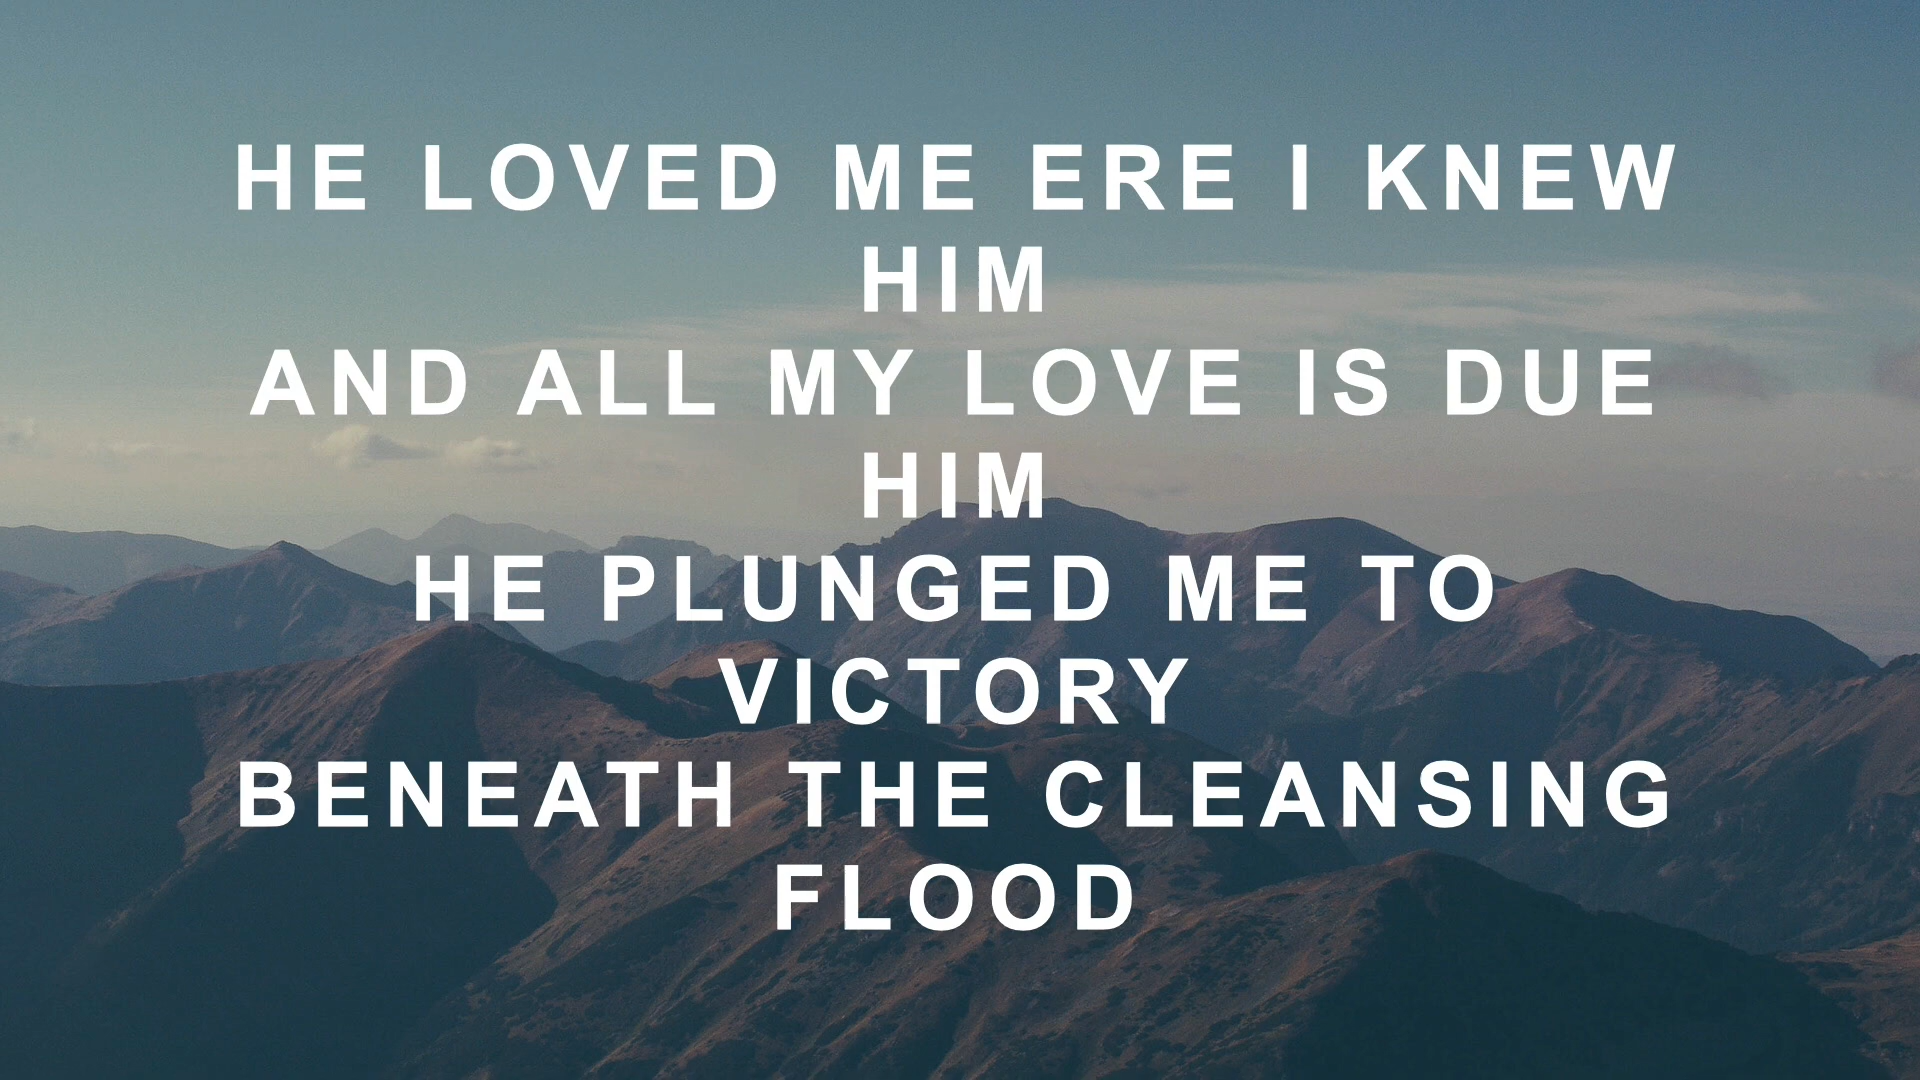 HE LOVED ME ERE I KNEW
HIM
AND ALL MY LOVE IS DUE
HIM
HE PLUNGED ME TO
VICTORY
BENEATH THE CLEANSING
FLOOD